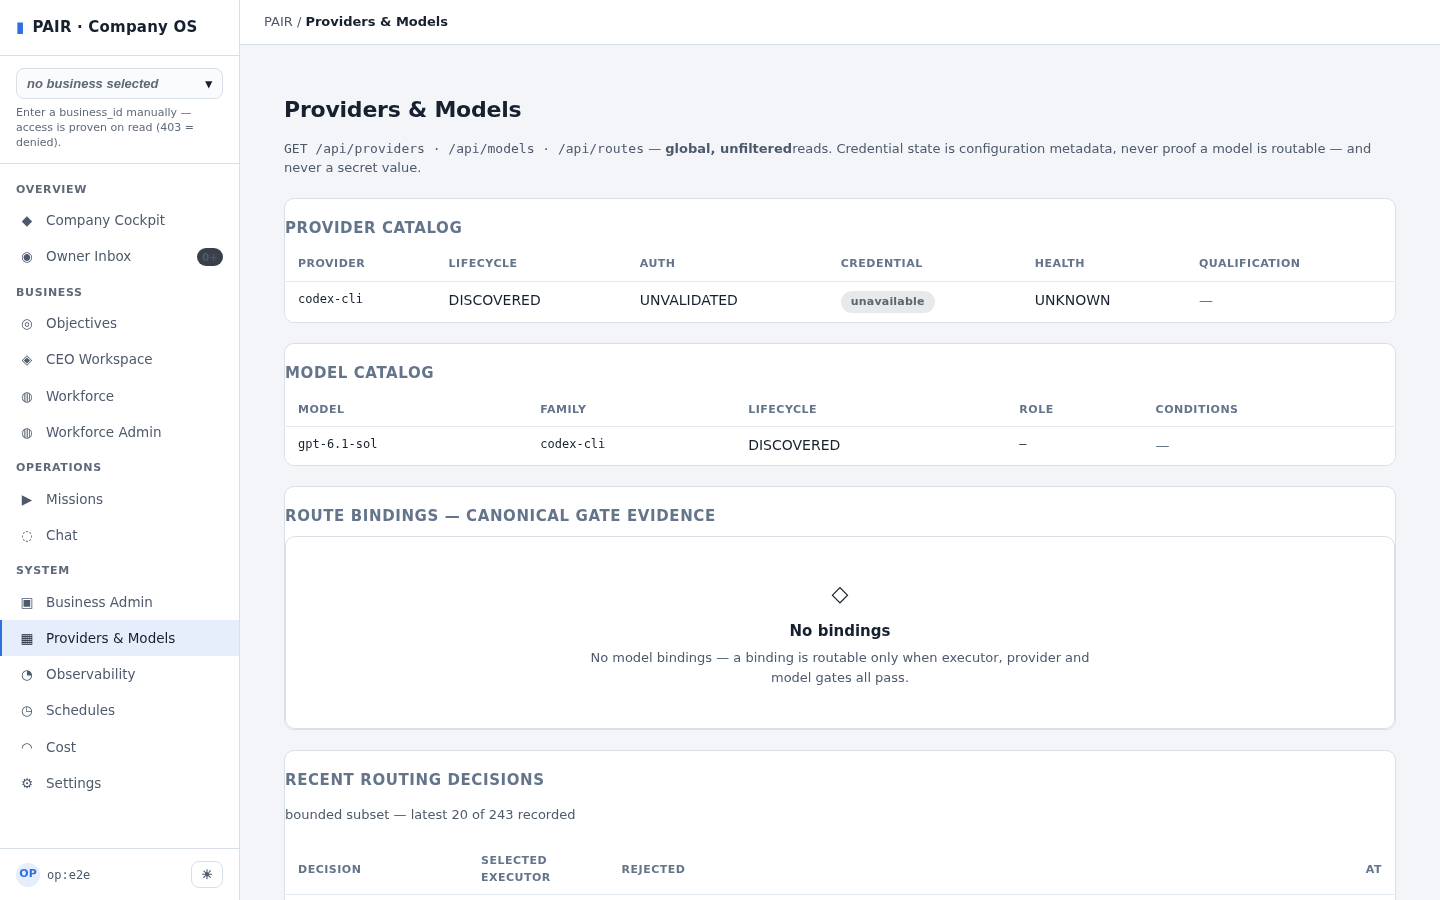 PAIR · Company OS
no business selected ▼
Enter a business_id manually —
access is proven on read (403 =
denied).
OVERVIEW
Company Cockpit
Owner Inbox 0+
BUSINESS
Objectives
CEO Workspace
Workforce
Workforce Admin
OPERATIONS
Missions
Chat
SYSTEM
Business Admin
Providers & Models
Observability
Schedules
Cost
Settings
OP op:e2e
PAIR / Providers & Models
Providers & Models
GET /api/providers · /api/models · /api/routes — global, unfilteredreads. Credential state is configuration metadata, never proof a model is routable — and
never a secret value.
PROVIDER CATALOG
PROVIDER LIFECYCLE AUTH CREDENTIAL HEALTH QUALIFICATION
codex-cli DISCOVERED UNVALIDATED unavailable UNKNOWN —
MODEL CATALOG
MODEL FAMILY LIFECYCLE ROLE CONDITIONS
gpt-6.1-sol codex-cli DISCOVERED — —
ROUTE BINDINGS — CANONICAL GATE EVIDENCE
No bindings
No model bindings — a binding is routable only when executor, provider and
model gates all pass.
RECENT ROUTING DECISIONS
bounded subset — latest 20 of 243 recorded
DECISION SELECTED EXECUTOR REJECTED AT